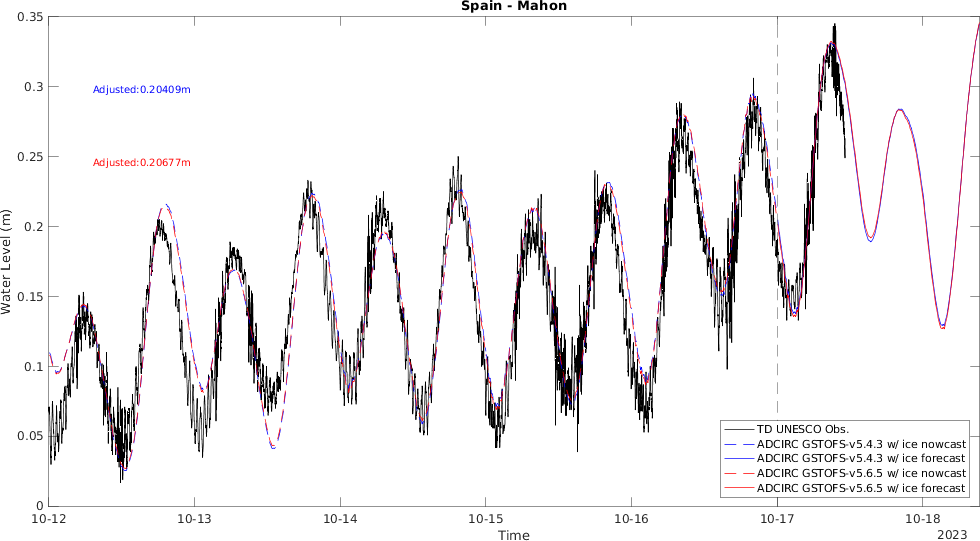 Spain - Mahon
0.35
0.3
0.25
0.2
0.15
0.1
0.05
0
Water Level (m)
Adjusted:0.20409m
Adjusted:0.20677m
TD UNESCO Obs.
ADCIRC GSTOFS-v5.4.3 w/ ice nowcast
ADCIRC GSTOFS-v5.4.3 w/ ice forecast
ADCIRC GSTOFS-v5.6.5 w/ ice nowcast
ADCIRC GSTOFS-v5.6.5 w/ ice forecast
10-12 10-13 10-14 10-15 10-16 10-17 10-18
Time
2023